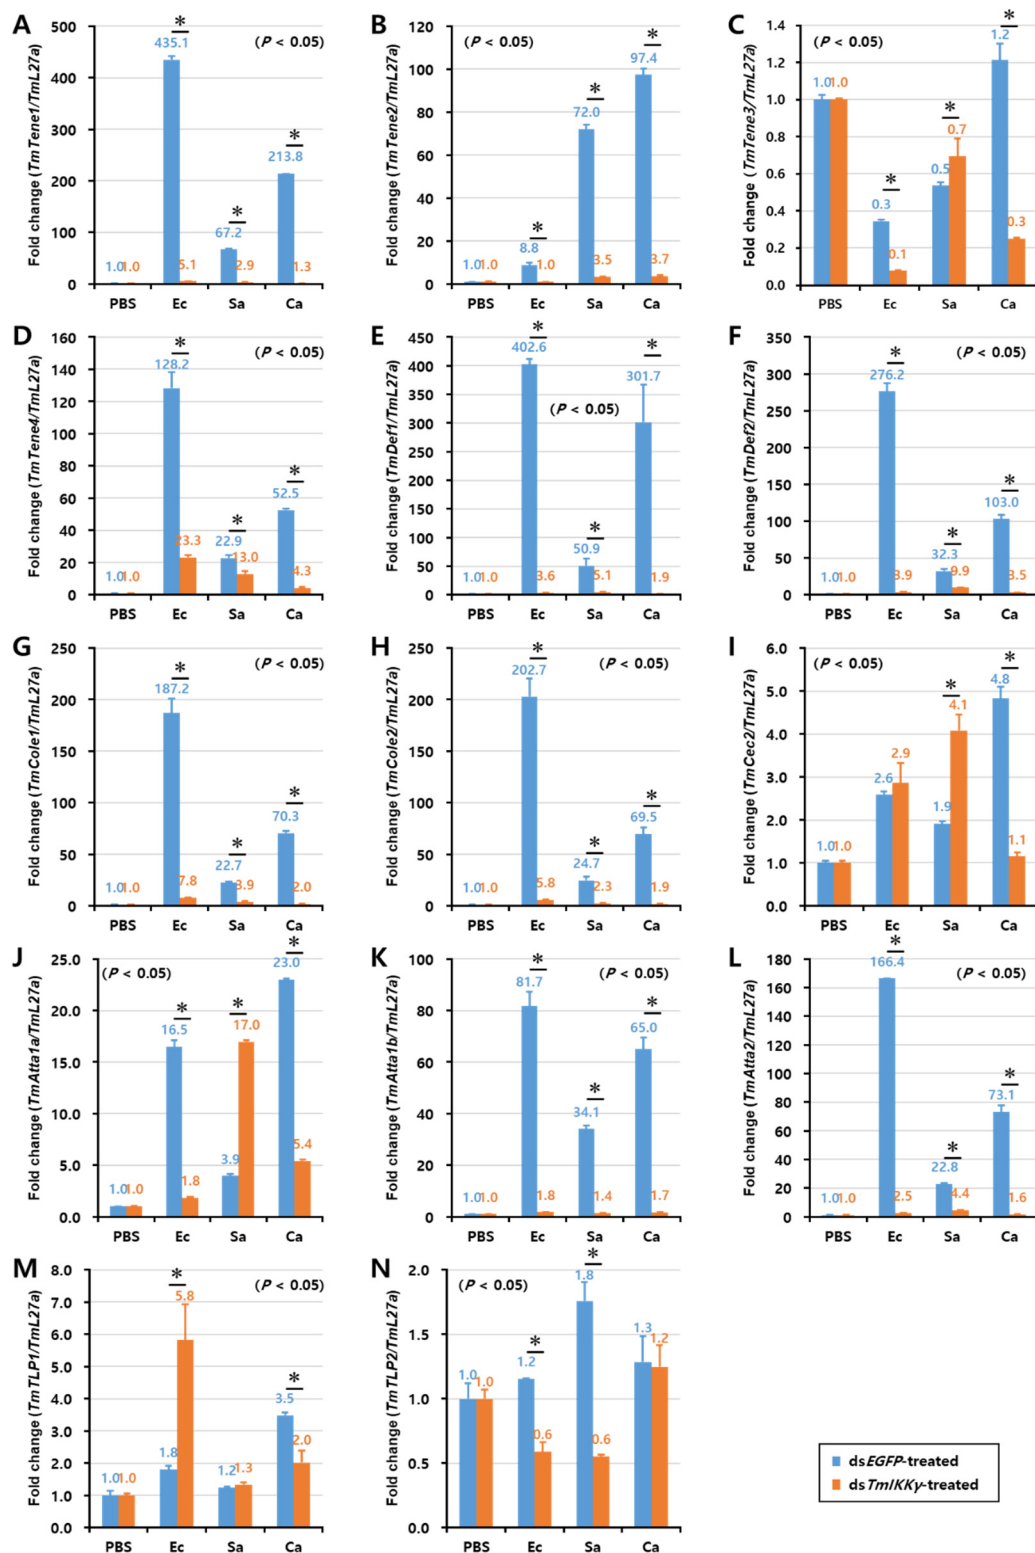 A
Fold change (TmTene1/TmL27a)
500
400
300
200
100
0
(P < 0.05)
1.0 1.0
435.1 * 5.1
67.2 * 2.9
213.8 * 1.3
PBS Ec Sa Ca
B
Fold change (TmTene2/TmL27a)
120
100
80
60
40
20
0
(P < 0.05)
1.0 1.0
8.8 * 1.0
72.0 * 3.5
97.4 * 3.7
PBS Ec Sa Ca
C
Fold change (TmTene3/TmL27a)
1.4
1.2
1.0
0.8
0.6
0.4
0.2
0.0
(P < 0.05)
1.0 1.0
0.3 * 0.1
0.5 * 0.7
1.2 * 0.3
PBS Ec Sa Ca
D
Fold change (TmTene4/TmL27a)
160
140
120
100
80
60
40
20
0
(P < 0.05)
1.0 1.0
128.2 * 23.3
22.9 * 13.0
52.5 * 4.3
PBS Ec Sa Ca
E
Fold change (TmDef1/TmL27a)
450
400
350
300
250
200
150
100
50
0
(P < 0.05)
1.0 1.0
402.6 * 3.6
50.9 * 5.1
301.7 * 1.9
PBS Ec Sa Ca
F
Fold change (TmDef2/TmL27a)
350
300
250
200
150
100
50
0
(P < 0.05)
1.0 1.0
276.2 * 3.9
32.3 * 9.9
103.0 * 3.5
PBS Ec Sa Ca
G
Fold change (TmCole1/TmL27a)
250
200
150
100
50
0
(P < 0.05)
1.0 1.0
187.2 * 7.8
22.7 * 3.9
70.3 * 2.0
PBS Ec Sa Ca
H
Fold change (TmCole2/TmL27a)
250
200
150
100
50
0
(P < 0.05)
1.0 1.0
202.7 * 5.8
24.7 * 2.3
69.5 * 1.9
PBS Ec Sa Ca
I
Fold change (TmCec2/TmL27a)
6.0
5.0
4.0
3.0
2.0
1.0
0.0
(P < 0.05)
1.0 1.0
2.6 2.9
1.9 * 4.1
4.8 * 1.1
PBS Ec Sa Ca
J
Fold change (TmAtta1a/TmL27a)
25.0
20.0
15.0
10.0
5.0
0.0
(P < 0.05)
1.0 1.0
16.5 * 1.8
3.9 * 17.0
23.0 * 5.4
PBS Ec Sa Ca
K
Fold change (TmAtta1b/TmL27a)
100
80
60
40
20
0
(P < 0.05)
1.0 1.0
81.7 * 1.8
34.1 * 1.4
65.0 * 1.7
PBS Ec Sa Ca
L
Fold change (TmAtta2/TmL27a)
180
160
140
120
100
80
60
40
20
0
(P < 0.05)
1.0 1.0
166.4 * 2.5
22.8 * 4.4
73.1 * 1.6
PBS Ec Sa Ca
M
Fold change (TmTLP1/TmL27a)
8.0
7.0
6.0
5.0
4.0
3.0
2.0
1.0
0.0
(P < 0.05)
1.0 1.0
1.8 * 5.8
1.2 1.3
3.5 * 2.0
PBS Ec Sa Ca
N
Fold change (TmTLP2/TmL27a)
2.0
1.5
1.0
0.5
0.0
(P < 0.05)
1.0 1.0
1.2 * 0.6
1.8 * 0.6
1.3 1.2
PBS Ec Sa Ca
dsEGFP-treated
dsTmIKKγ-treated